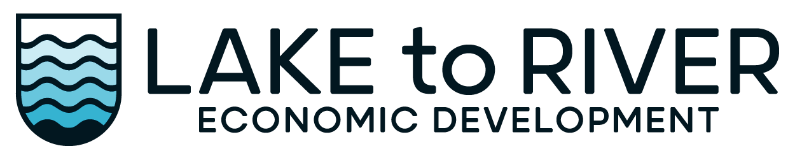 LAKE to RIVER
ECONOMIC DEVELOPMENT